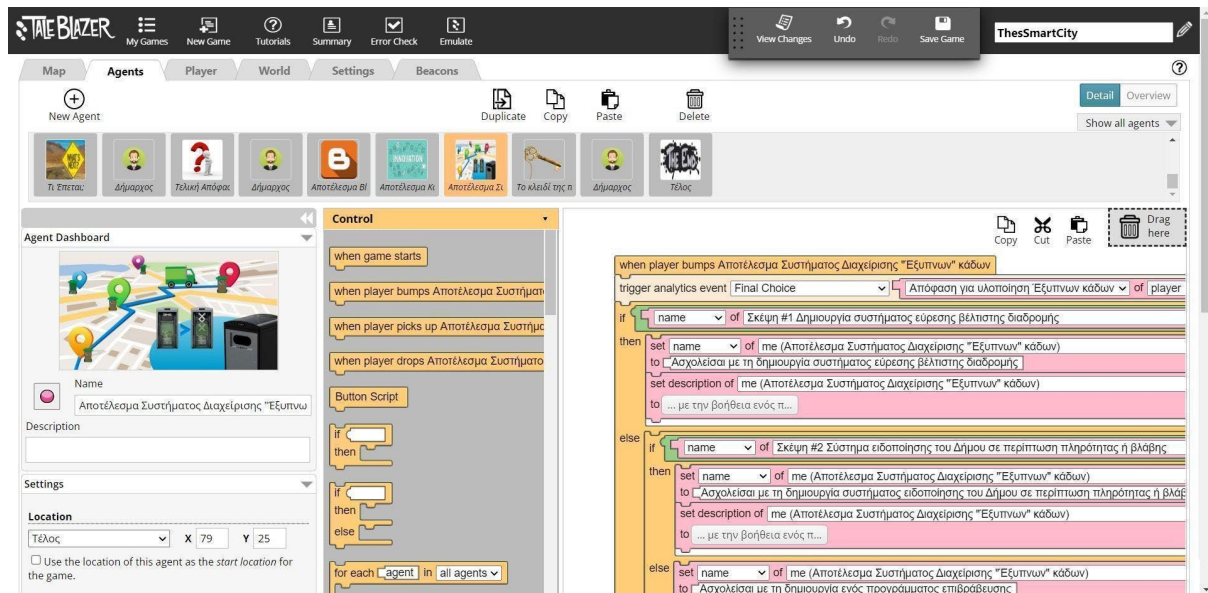 TALEBLAZER
My Games New Game Tutorials Summary Error Check Emulate
View Changes Undo Redo Save Game
ThesSmartCity
Map Agents Player World Settings Beacons
New Agent
Duplicate Copy Paste Delete
Detail Overview
Show all agents
WHAT'S NEXT
INNOVATION
THE END
Τι Έπεται; Δήμαρχος Τελική Απόφας Δήμαρχος Αποτέλεσμα Bl Αποτέλεσμα Κι Αποτέλεσμα Συ Το κλειδί της π Δήμαρχος Τέλος
Agent Dashboard
Name
Αποτέλεσμα Συστήματος Διαχείρισης "Έξυπνω
Description
Settings
Location
Τέλος X 79 Y 25
Use the location of this agent as the start location for
the game.
Control
when game starts
when player bumps Αποτέλεσμα Συστήματο
when player picks up Αποτέλεσμα Συστήμα
when player drops Αποτέλεσμα Συστήματο
Button Script
if
then
if
then
else
for each agent in all agents
Copy Cut Paste Drag
here
when player bumps Αποτέλεσμα Συστήματος Διαχείρισης "Έξυπνων" κάδων
trigger analytics event Final Choice Απόφαση για υλοποίηση Έξυπνων κάδων of player
if name of Σκέψη #1 Δημιουργία συστήματος εύρεσης βέλτιστης διαδρομής
then set name of me (Αποτέλεσμα Συστήματος Διαχείρισης "Έξυπνων" κάδων)
to Ασχολείσαι με τη δημιουργία συστήματος εύρεσης βέλτιστης διαδρομής
set description of me (Αποτέλεσμα Συστήματος Διαχείρισης "Έξυπνων" κάδων)
to ... με την βοήθεια ενός π...
else if name of Σκέψη #2 Σύστημα ειδοποίησης του Δήμου σε περίπτωση πληρότητας ή βλάβης
then set name of me (Αποτέλεσμα Συστήματος Διαχείρισης "Έξυπνων" κάδων)
to Ασχολείσαι με τη δημιουργία συστήματος ειδοποίησης του Δήμου σε περίπτωση πληρότητας ή βλάβ
set description of me (Αποτέλεσμα Συστήματος Διαχείρισης "Έξυπνων" κάδων)
to ... με την βοήθεια ενός π...
else set name of me (Αποτέλεσμα Συστήματος Διαχείρισης "Έξυπνων" κάδων)
to Ασχολείσαι με τη δημιουργία ενός προγράμματος επιβράβευσης